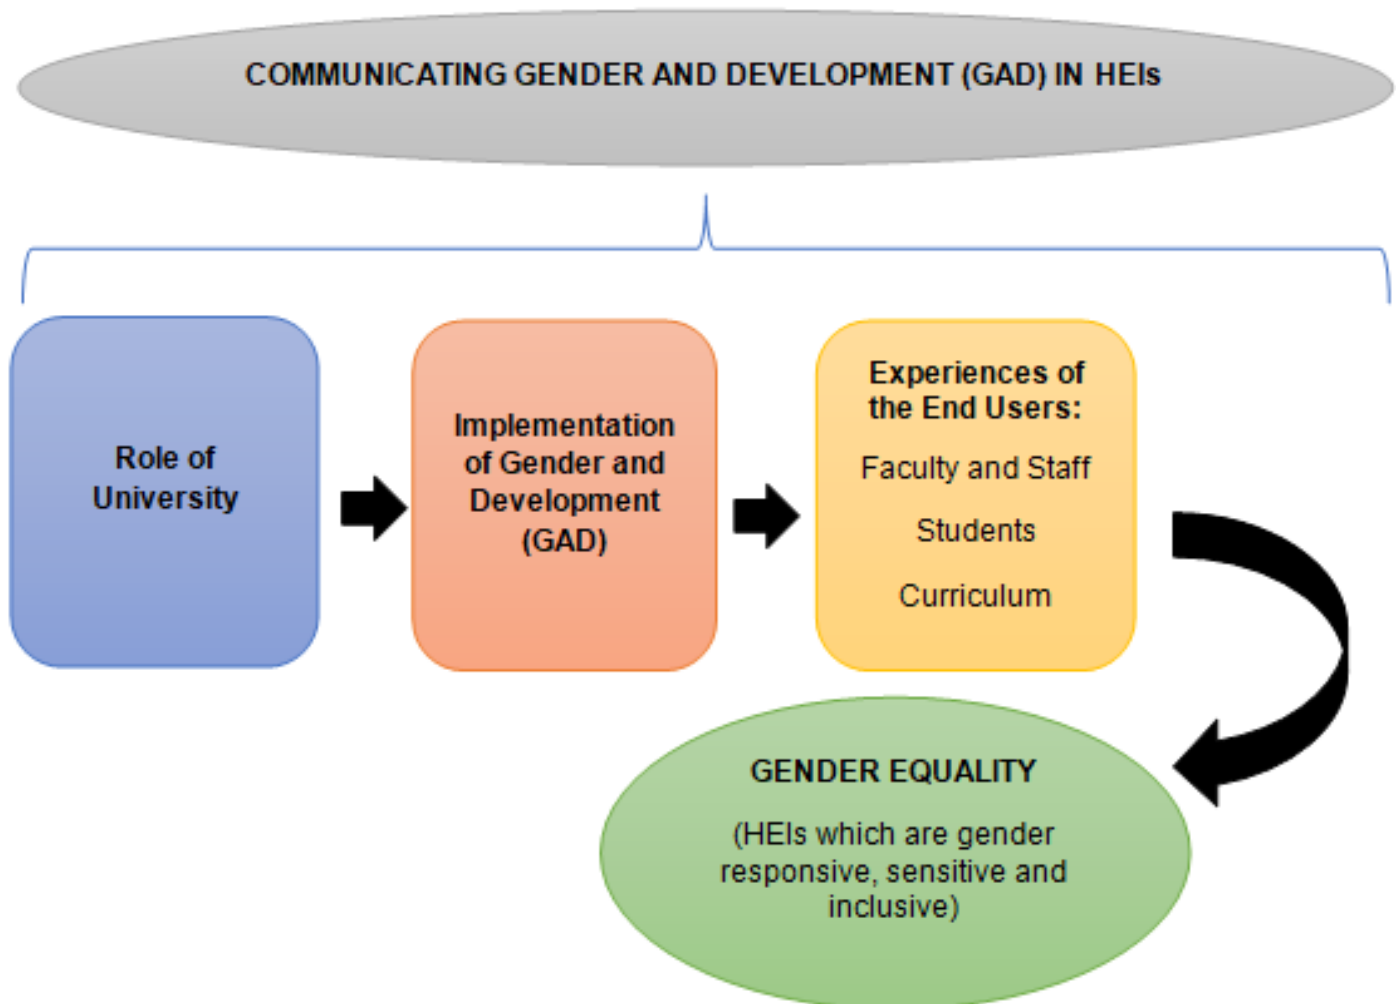 COMMUNICATING GENDER AND DEVELOPMENT (GAD) IN HEIs
Role of
University
Implementation
of Gender and
Development
(GAD)
Experiences of
the End Users:
Faculty and Staff
Students
Curriculum
GENDER EQUALITY
(HEIs which are gender
responsive, sensitive and
inclusive)